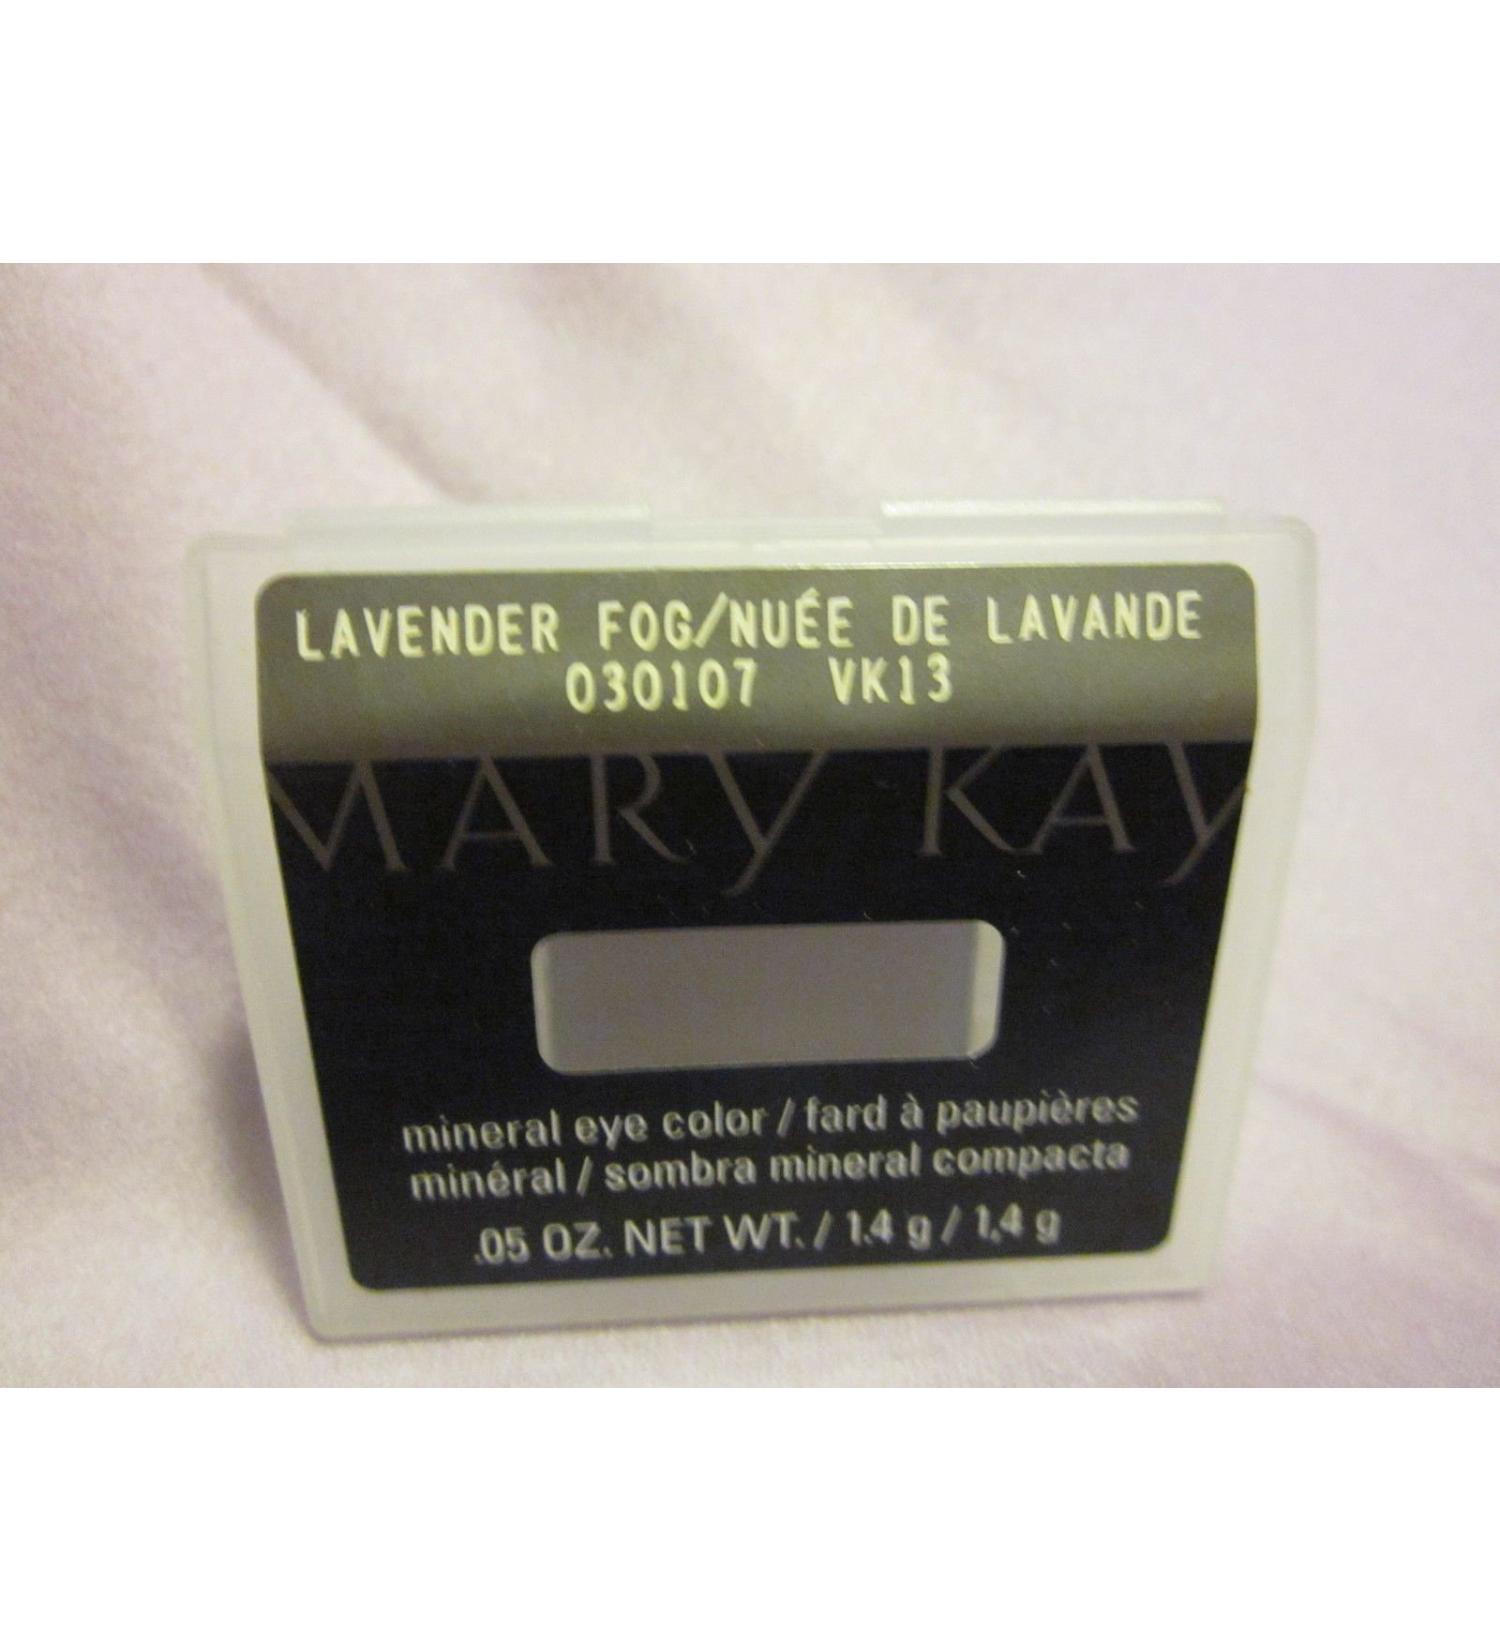 LAVENDER FOG/NUÉE DE LAVANDE
030107 VK13
MARY KAY
mineral eye color / fard à paupières
minéral / sombra mineral compacta
.05 OZ. NET WT. / 1.4 g / 1,4 g